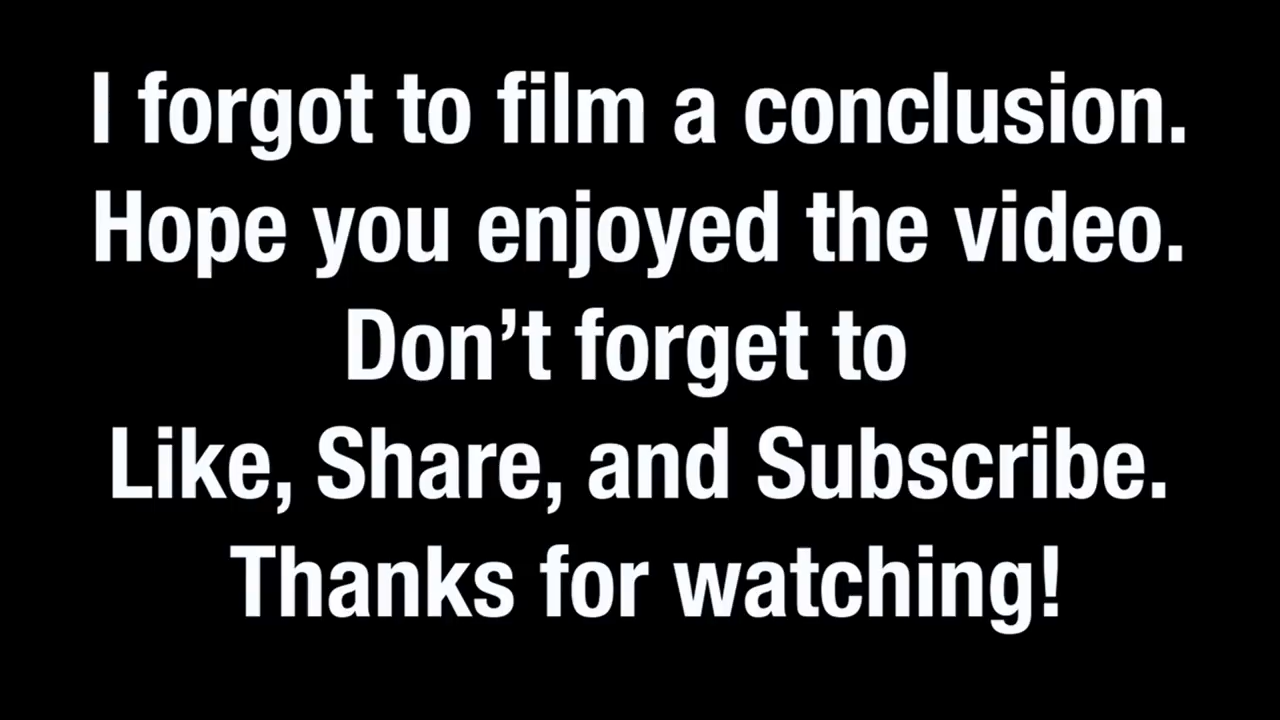 I forgot to film a conclusion.
Hope you enjoyed the video.
Don’t forget to
Like, Share, and Subscribe.
Thanks for watching!